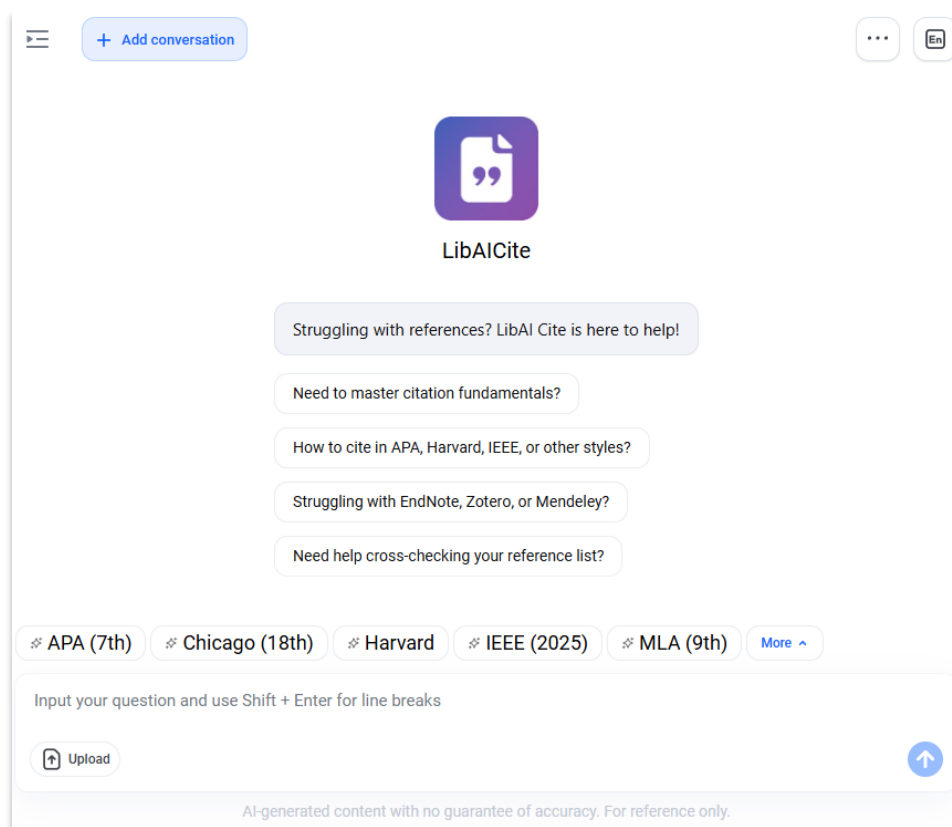 Add conversation
En
LibAICite
Struggling with references? LibAI Cite is here to help!
Need to master citation fundamentals?
How to cite in APA, Harvard, IEEE, or other styles?
Struggling with EndNote, Zotero, or Mendeley?
Need help cross-checking your reference list?
APA (7th) Chicago (18th) Harvard IEEE (2025) MLA (9th) More
Input your question and use Shift + Enter for line breaks
Upload
AI-generated content with no guarantee of accuracy. For reference only.